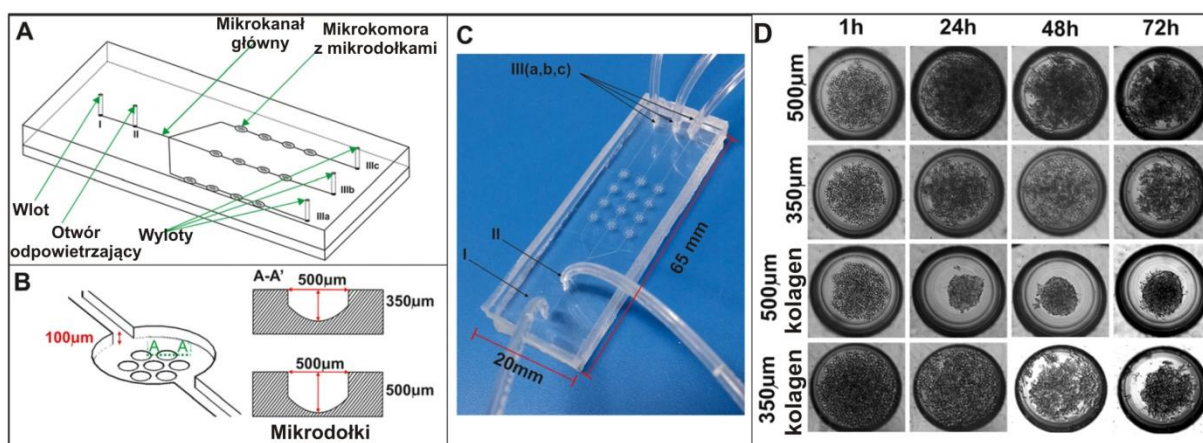 A
Mikrokanał
główny
Mikrokomora
z mikrodołkami
I
II
IIIc
IIIb
IIIa
Wlot
Otwór
odpowietrzający
Wyloty
B
A-A'
500µm
350µm
100µm
A A'
500µm
500µm
Mikrodołki
C
III(a,b,c)
II
I
65 mm
20mm
D
1h 24h 48h 72h
500µm
350µm
500µm
kolagen
350µm
kolagen